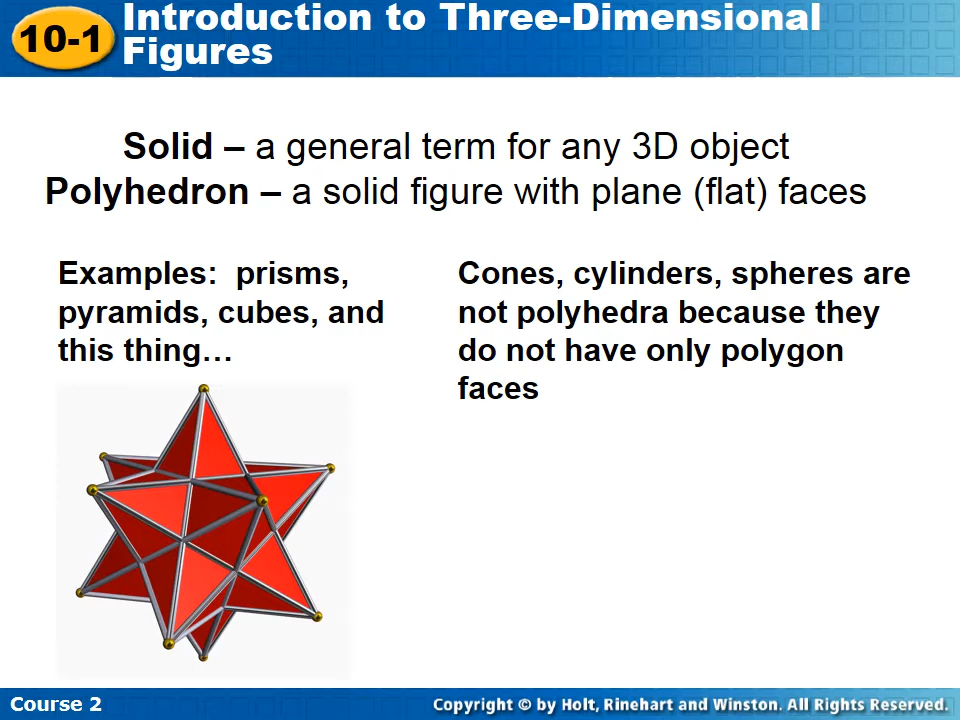 10-1
Introduction to Three-Dimensional
Figures
Solid – a general term for any 3D object
Polyhedron – a solid figure with plane (flat) faces
Examples:  prisms,
pyramids, cubes, and
this thing…
Cones, cylinders, spheres are
not polyhedra because they
do not have only polygon
faces
Course 2
Copyright © by Holt, Rinehart and Winston. All Rights Reserved.